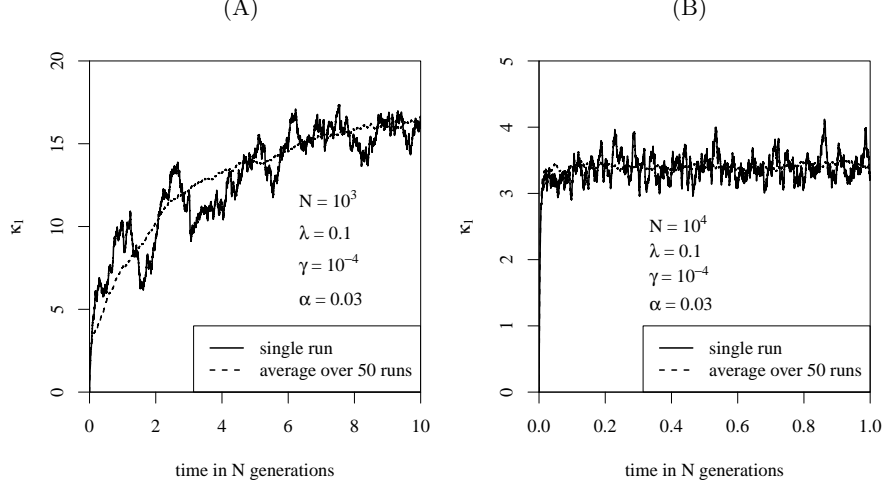 (A)
20
15
10
5
0
κ1
N = 10^3
λ = 0.1
γ = 10^−4
α = 0.03
single run
average over 50 runs
0 2 4 6 8 10
time in N generations
(B)
5
4
3
2
1
0
κ1
N = 10^4
λ = 0.1
γ = 10^−4
α = 0.03
single run
average over 50 runs
0.0 0.2 0.4 0.6 0.8 1.0
time in N generations